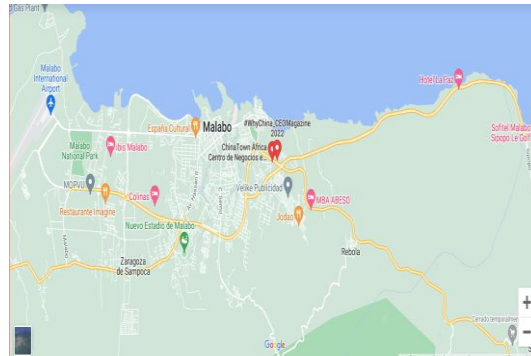 Gas Plant
Malabo
International
Airport
Hotel La Paz
#WhyChina_CEOMagazine
2022
España Cultural
Malabo
Sofitel Malabo
Sipopo Le Golf
Malabo
National Park
Ibis Malabo
ChinaTown Africa
Centro de Negocios e...
MOPVU
Colinas
Velike Publicidad
Restaurante Imagine
MBA ABESO
Jodas
Nuevo Estadio de Malabo
Rebola
Zaragoza
de Sampoca
Cerrado temporalmen
Google
+
−